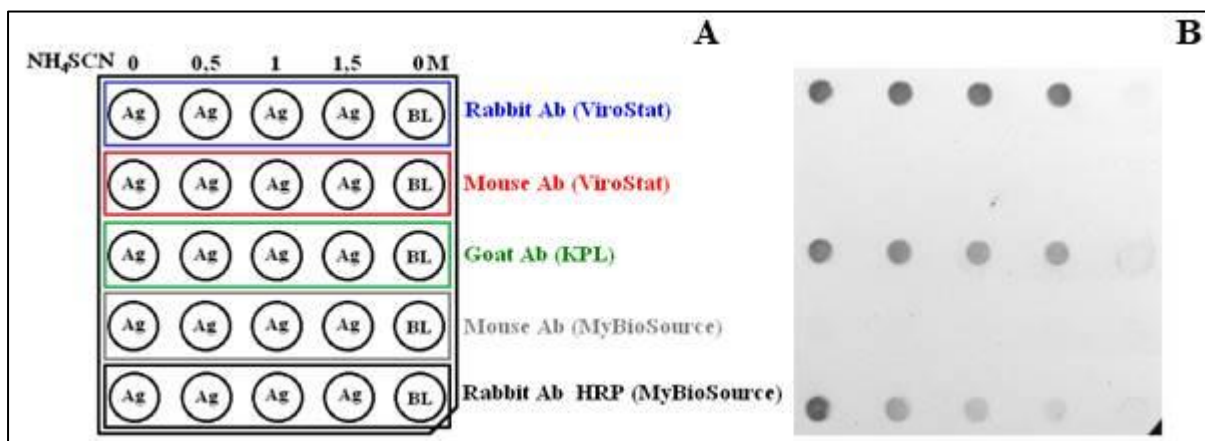 A
B
NH₄SCN 0 0,5 1 1,5 0 M
Ag Ag Ag Ag BL Rabbit Ab (ViroStat)
Ag Ag Ag Ag BL Mouse Ab (ViroStat)
Ag Ag Ag Ag BL Goat Ab (KPL)
Ag Ag Ag Ag BL Mouse Ab (MyBioSource)
Ag Ag Ag Ag BL Rabbit Ab HRP (MyBioSource)